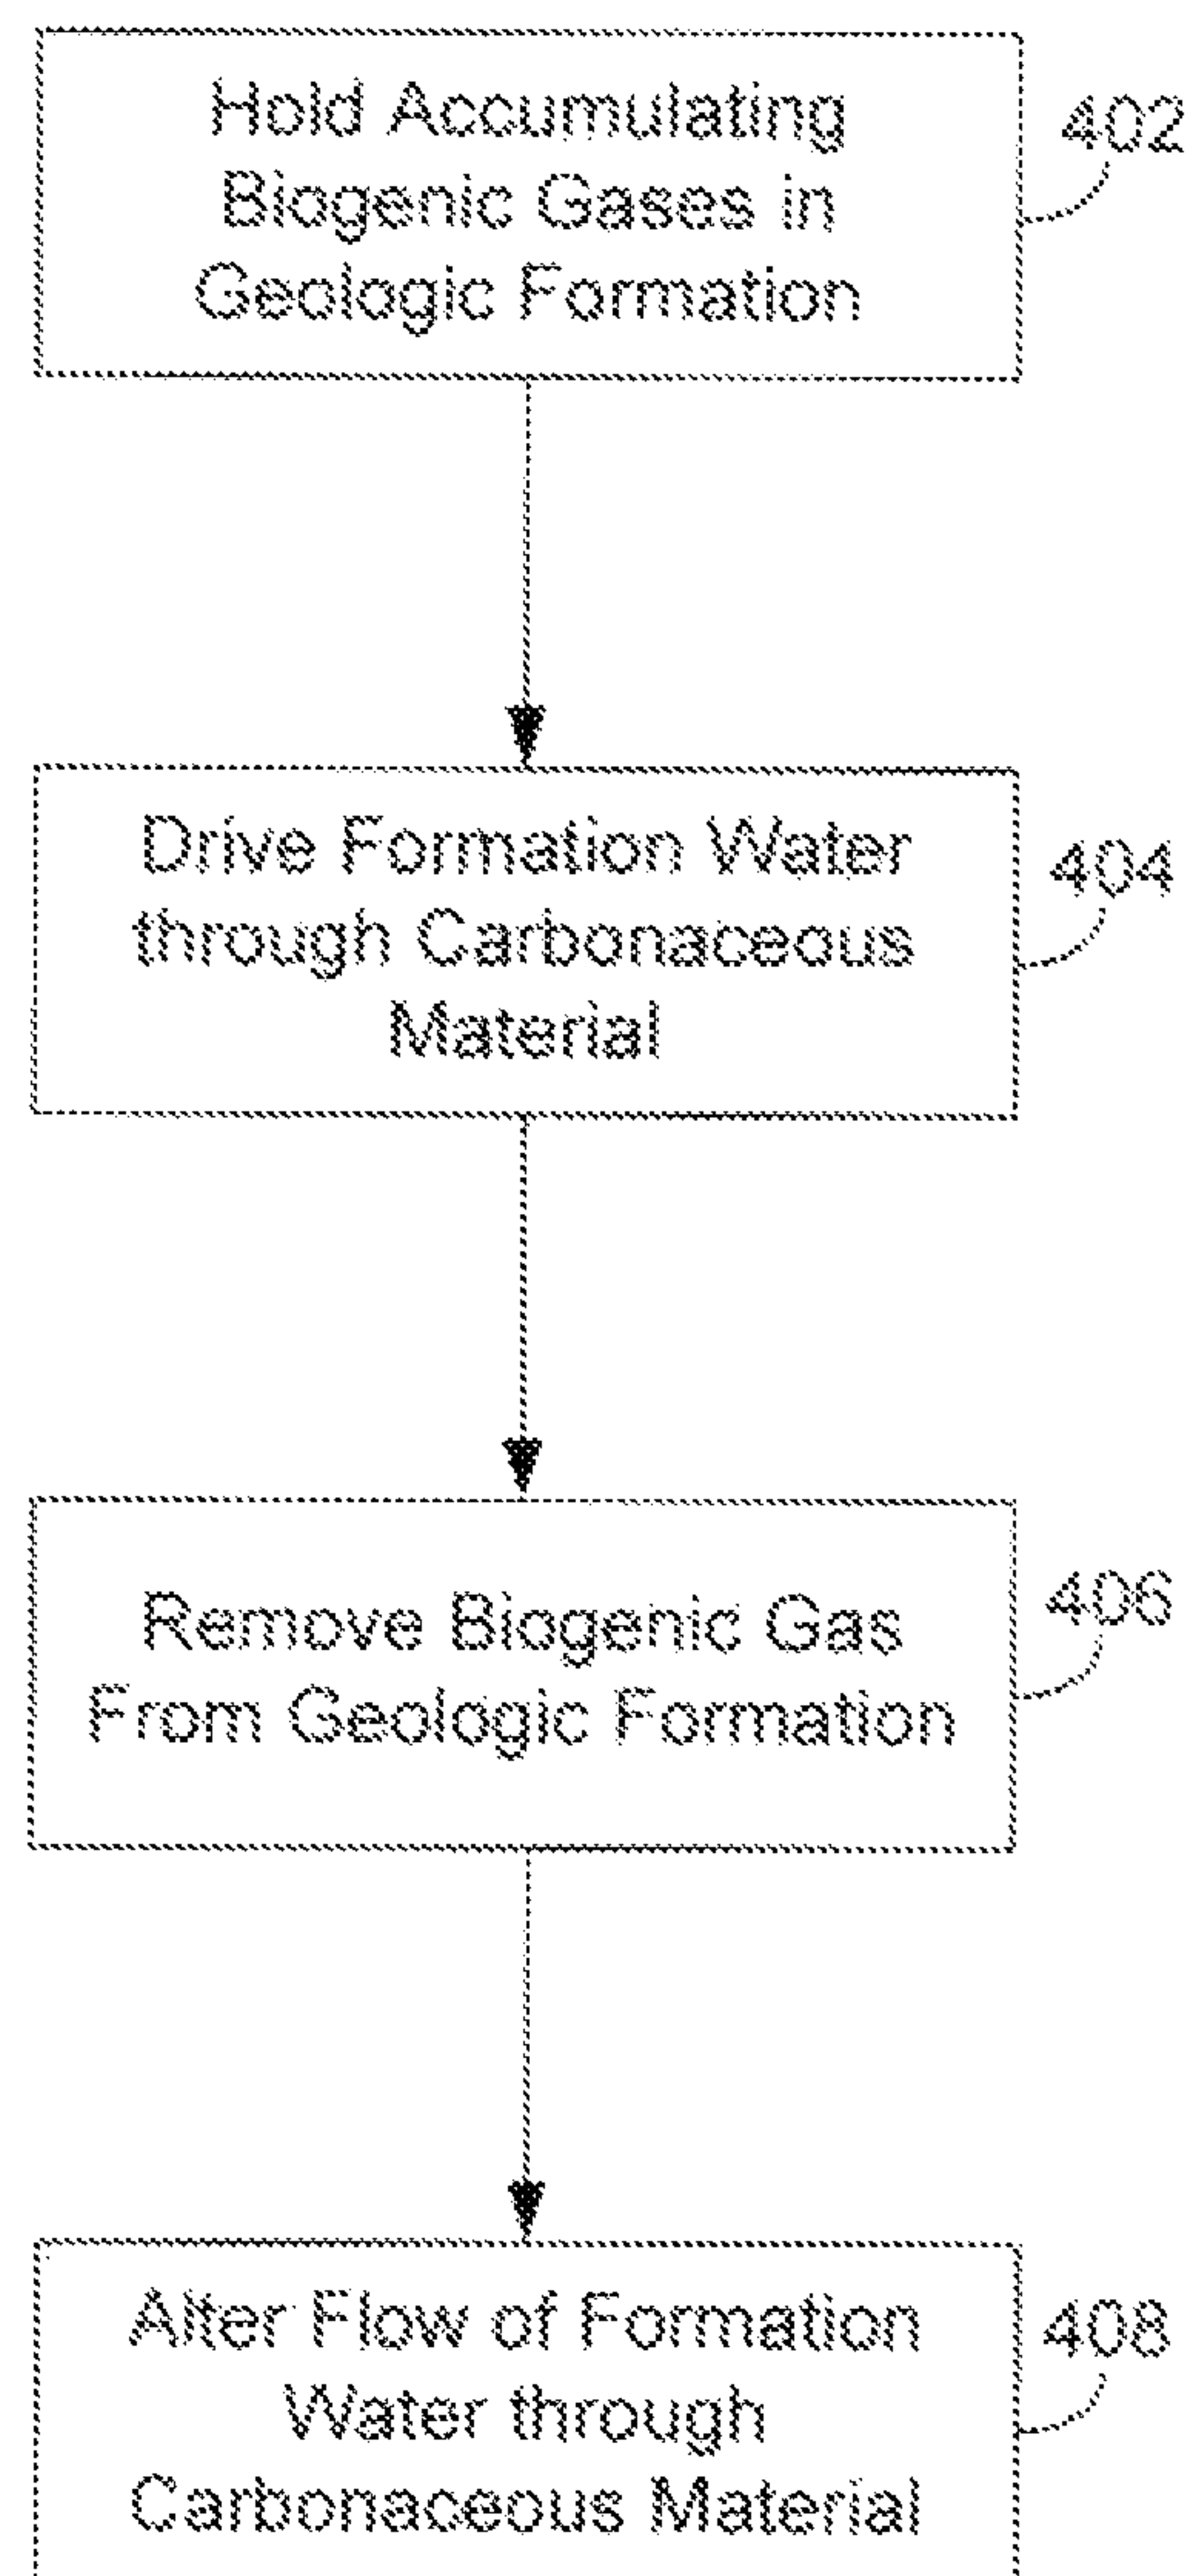 Hold Accumulating
Biogenic Gases in
Geologic Formation
402
Drive Formation Water
through Carbonaceous
Material
404
Remove Biogenic Gas
From Geologic Formation
406
Alter Flow of Formation
Water through
Carbonaceous Material
408